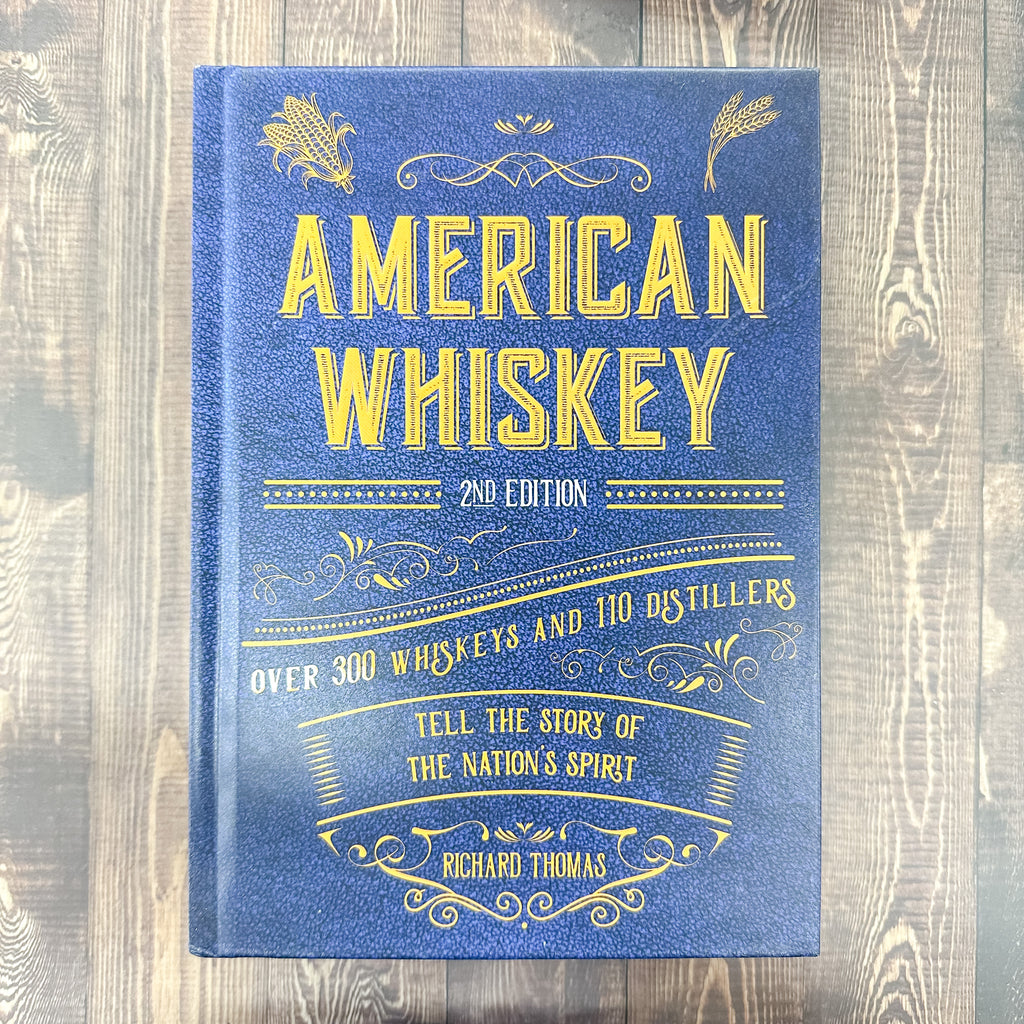 AMERICAN
WHISKEY
2ND EDITION
OVER 300 WHISKEYS AND 110 DISTILLERS
TELL THE STORY OF
THE NATION'S SPIRIT
RICHARD THOMAS